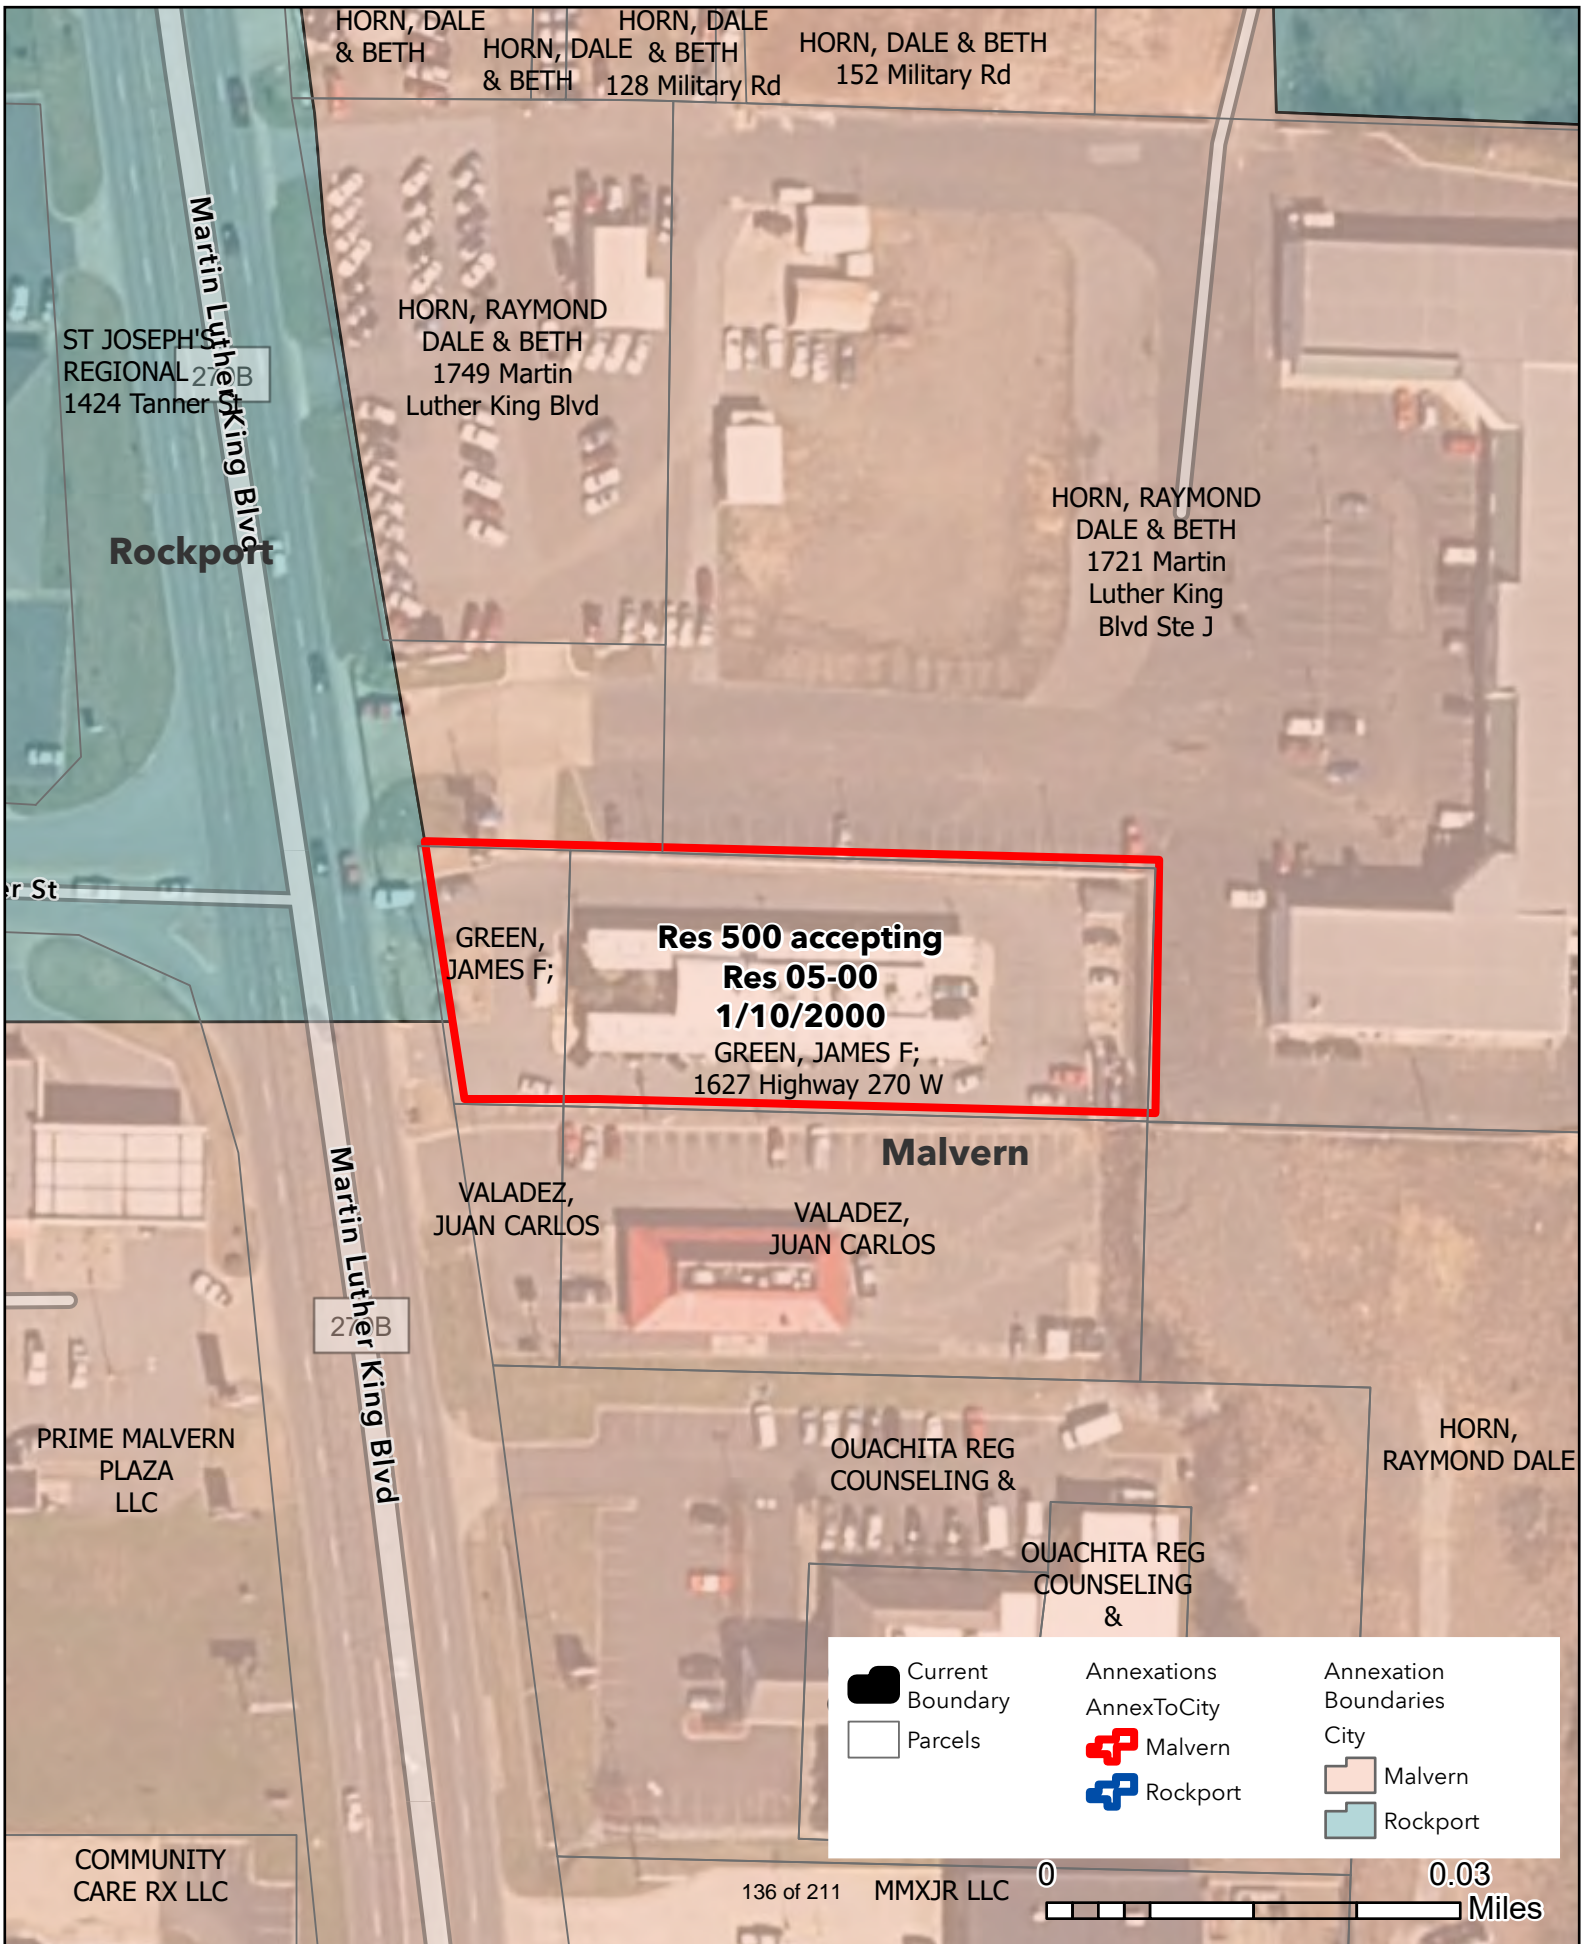 HORN, DALE
& BETH
HORN, DALE
& BETH
HORN, DALE
& BETH
128 Military Rd
HORN, DALE & BETH
152 Military Rd
Martin Luther King Blvd
ST JOSEPH'S
REGIONAL
1424 Tanner St
270B
HORN, RAYMOND
DALE & BETH
1749 Martin
Luther King Blvd
HORN, RAYMOND
DALE & BETH
1721 Martin
Luther King
Blvd Ste J
Rockport
er St
GREEN,
JAMES F;
Res 500 accepting
Res 05-00
1/10/2000
GREEN, JAMES F;
1627 Highway 270 W
Malvern
VALADEZ,
JUAN CARLOS
VALADEZ,
JUAN CARLOS
Martin Luther King Blvd
270B
PRIME MALVERN
PLAZA
LLC
OUACHITA REG
COUNSELING &
HORN,
RAYMOND DALE
OUACHITA REG
COUNSELING
&
Current
Boundary
Parcels
Annexations
AnnexToCity
Malvern
Rockport
Annexation
Boundaries
City
Malvern
Rockport
COMMUNITY
CARE RX LLC
136 of 211
MMXJR LLC
0
0.03
Miles